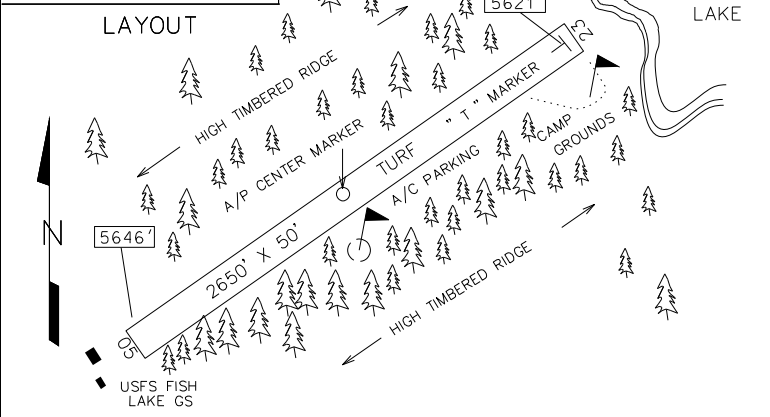 LAYOUT
LAKE
23
HIGH TIMBERED RIDGE
" T " MARKER
A/P CENTER MARKER
TURF
CAMP
GROUNDS
A/C PARKING
N
5646'
2650' X 50'
HIGH TIMBERED RIDGE
05
USFS FISH
LAKE GS